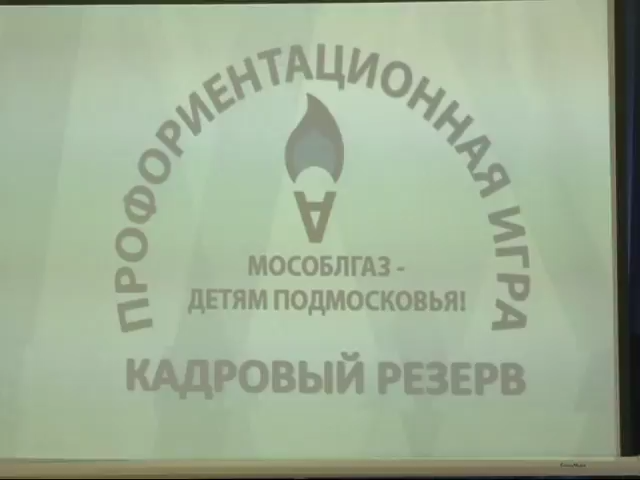 ПРОФОРИЕНТАЦИОННАЯ ИГРА
МОСОБЛГАЗ -
ДЕТЯМ ПОДМОСКОВЬЯ!
КАДРОВЫЙ РЕЗЕРВ